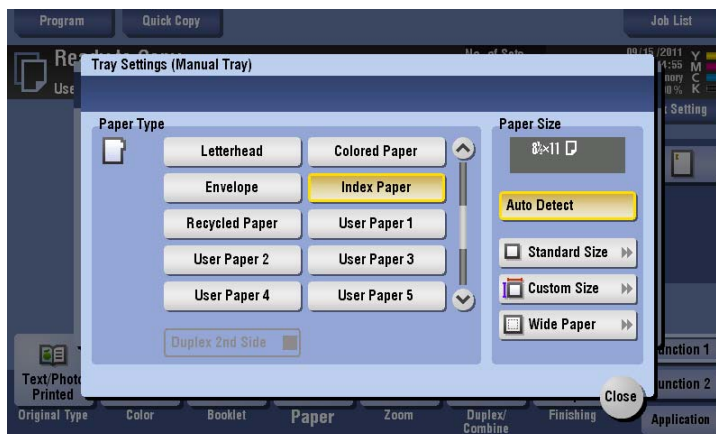 Program
Quick Copy
Job List
No. of Sets
09/15/2011
Y
M
C
K
Tray Settings (Manual Tray)
Use
Setting
Paper Type
Letterhead
Colored Paper
Envelope
Index Paper
Recycled Paper
User Paper 1
User Paper 2
User Paper 3
User Paper 4
User Paper 5
Duplex 2nd Side
Paper Size
8½×11
Auto Detect
Standard Size
Custom Size
Wide Paper
Close
Text/Photo
Printed
Function 1
Function 2
Original Type
Color
Booklet
Paper
Zoom
Duplex/
Combine
Finishing
Application